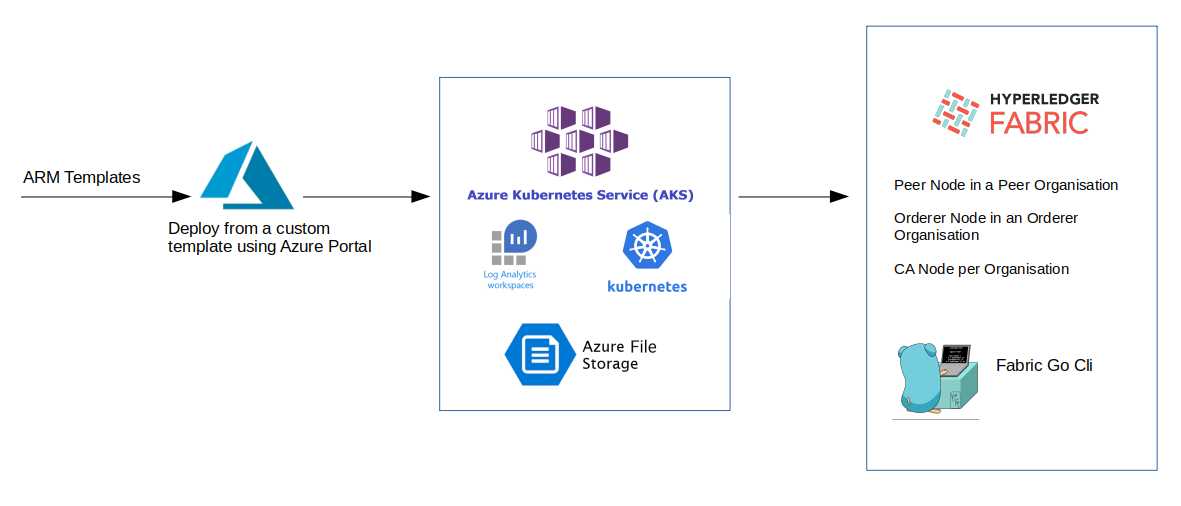 ARM Templates
Deploy from a custom
template using Azure Portal
Azure Kubernetes Service (AKS)
Log Analytics
workspaces
kubernetes
Azure File
Storage
HYPERLEDGER
FABRIC
Peer Node in a Peer Organisation
Orderer Node in an Orderer
Organisation
CA Node per Organisation
Fabric Go Cli